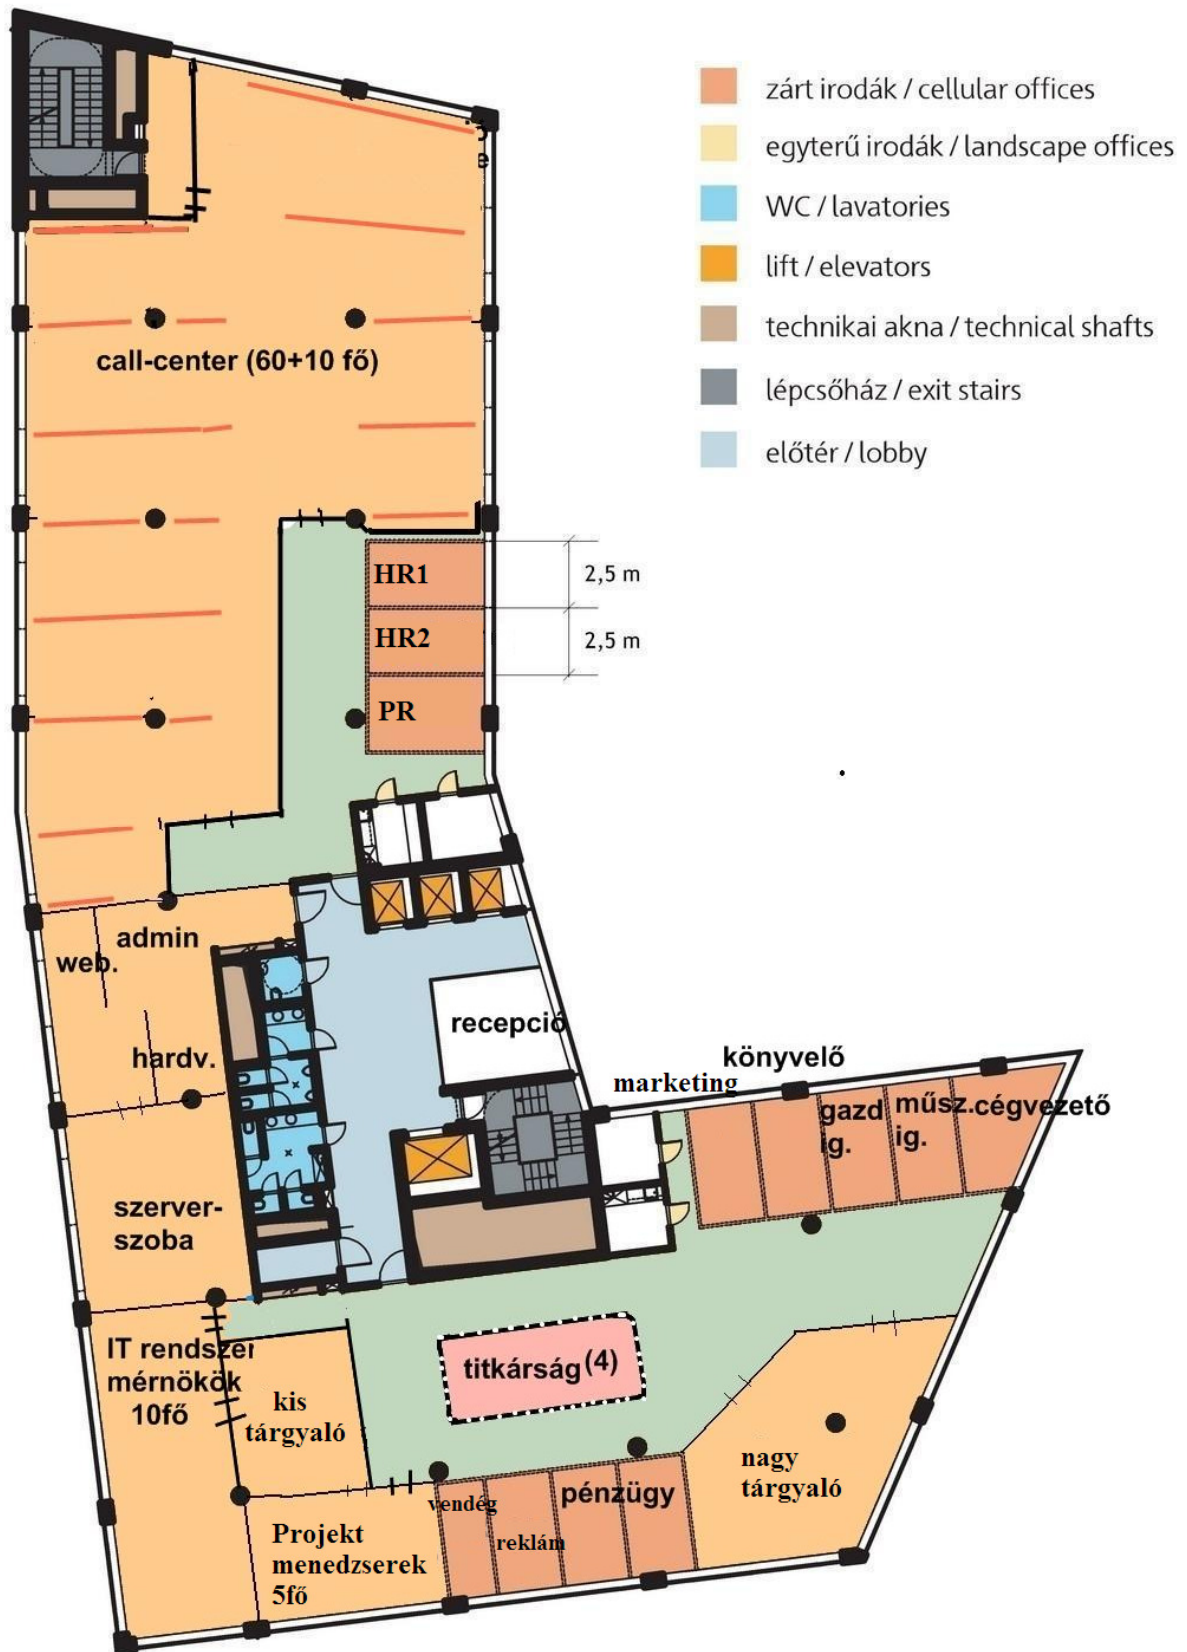 zárt irodák / cellular offices
egyterű irodák / landscape offices
WC / lavatories
lift / elevators
technikai akna / technical shafts
lépcsőház / exit stairs
előtér / lobby
call-center (60+10 fő)
HR1
2,5 m
HR2
2,5 m
PR
admin
web.
hardv.
recepció
könyvelő
marketing
gazd
ig.
műsz.
ig.
cégvezető
szerver-
szoba
IT rendszer
mérnökök
10fő
kis
tárgyaló
titkárság (4)
nagy
tárgyaló
vendég
reklám
pénzügy
Projekt
menedzserek
5fő